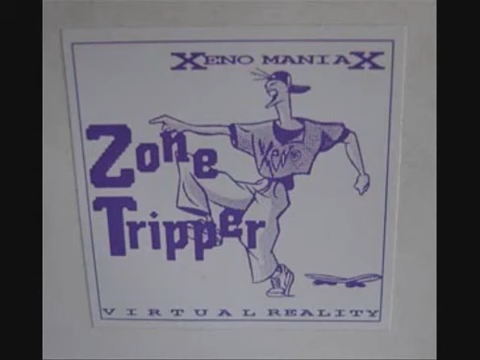 XENO MANIAX
Zone
Xeno
Tripper
VIRTUAL REALITY